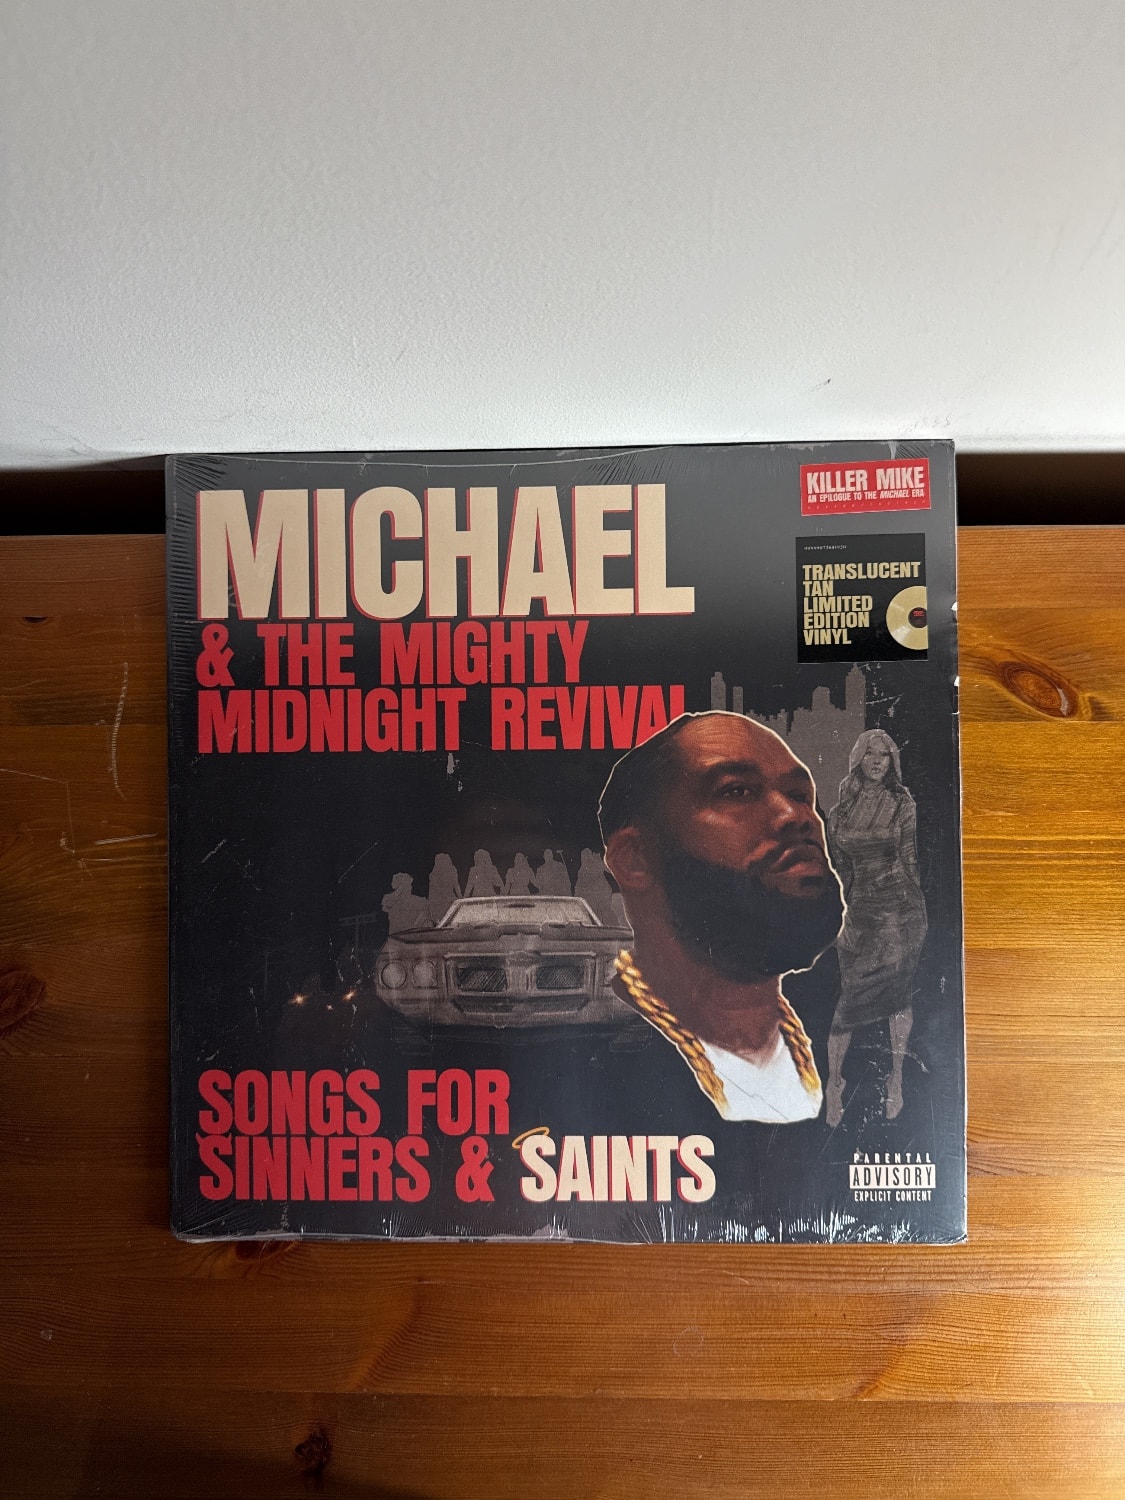 MICHAEL
& THE MIGHTY
MIDNIGHT REVIVAL
KILLER MIKE
AN EPILOGUE TO THE MICHAEL ERA
TRANSLUCENT
TAN
LIMITED
EDITION
VINYL
SONGS FOR
SINNERS & SAINTS
PARENTAL
ADVISORY
EXPLICIT CONTENT